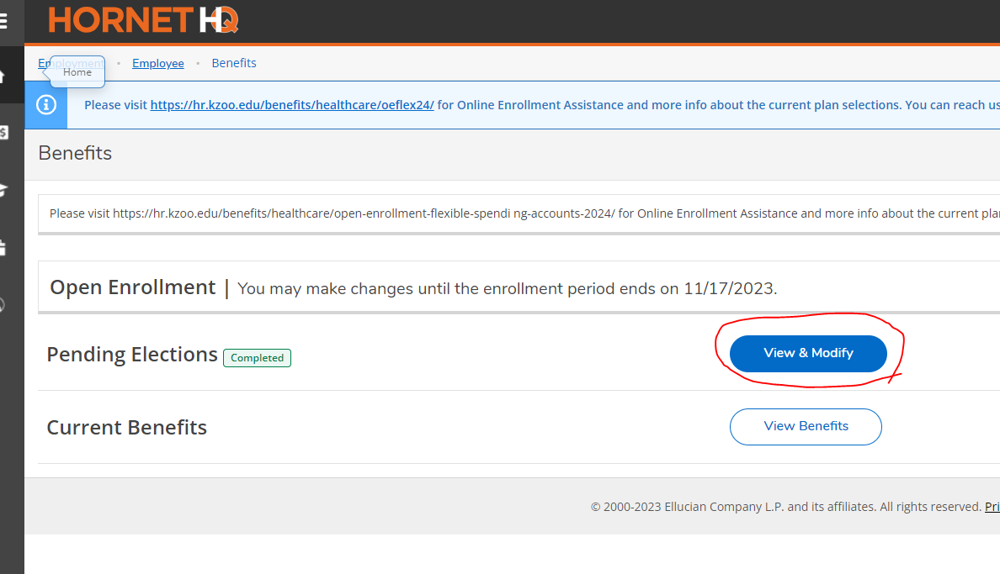 HORNET HQ
Employment • Employee • Benefits
Home
Please visit https://hr.kzoo.edu/benefits/healthcare/oeflex24/ for Online Enrollment Assistance and more info about the current plan selections. You can reach us
Benefits
Please visit https://hr.kzoo.edu/benefits/healthcare/open-enrollment-flexible-spendi ng-accounts-2024/ for Online Enrollment Assistance and more info about the current plan
Open Enrollment | You may make changes until the enrollment period ends on 11/17/2023.
Pending Elections Completed View & Modify
Current Benefits View Benefits
© 2000-2023 Ellucian Company L.P. and its affiliates. All rights reserved. Pri